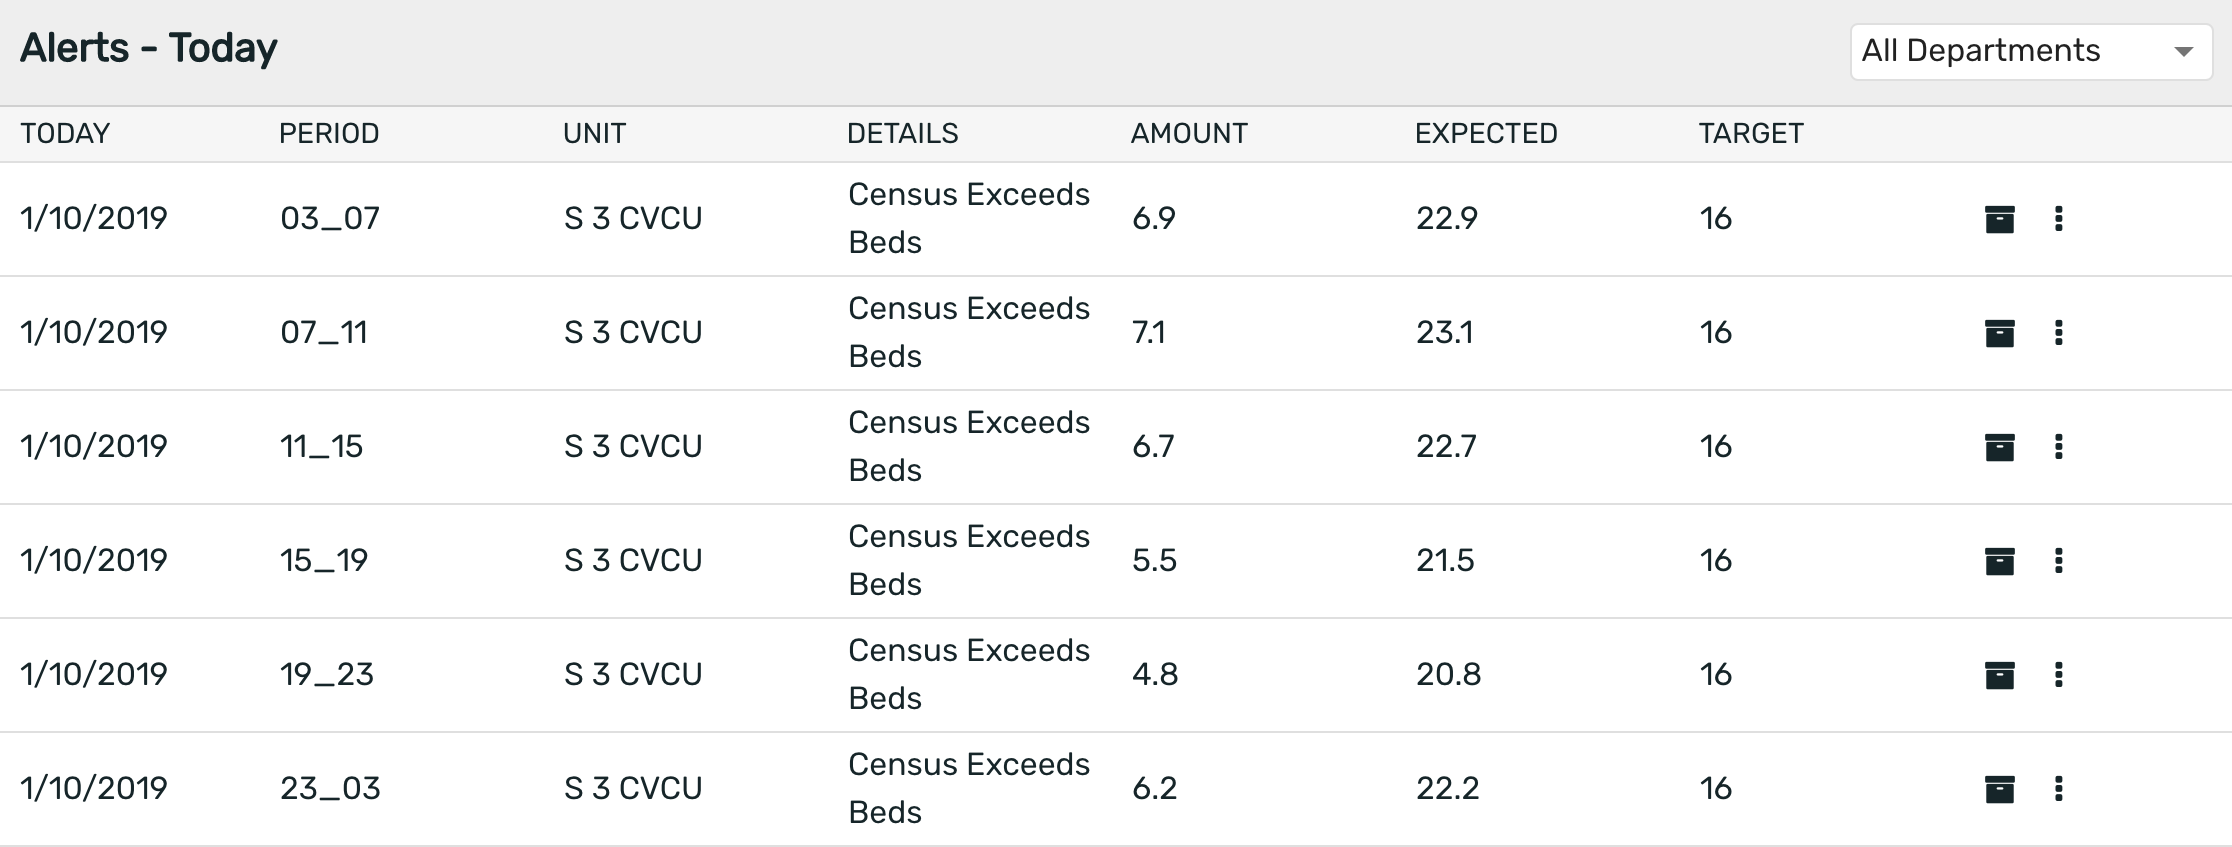 Alerts - Today
All Departments
TODAY PERIOD UNIT DETAILS AMOUNT EXPECTED TARGET
1/10/2019 03_07 S 3 CVCU Census Exceeds Beds 6.9 22.9 16
1/10/2019 07_11 S 3 CVCU Census Exceeds Beds 7.1 23.1 16
1/10/2019 11_15 S 3 CVCU Census Exceeds Beds 6.7 22.7 16
1/10/2019 15_19 S 3 CVCU Census Exceeds Beds 5.5 21.5 16
1/10/2019 19_23 S 3 CVCU Census Exceeds Beds 4.8 20.8 16
1/10/2019 23_03 S 3 CVCU Census Exceeds Beds 6.2 22.2 16